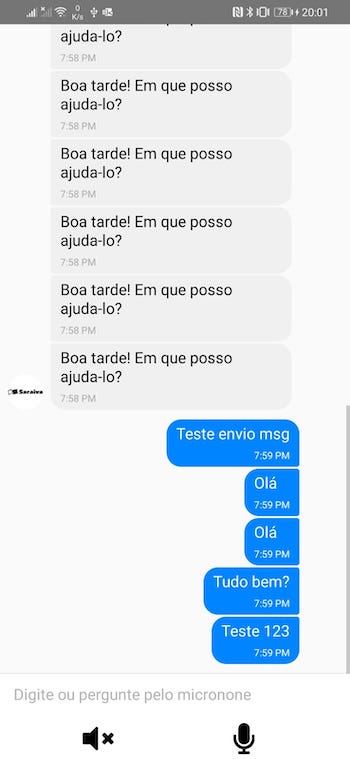 0 K/s 78 20:01
ajuda-lo?
7:58 PM
Boa tarde! Em que posso
ajuda-lo?
7:58 PM
Boa tarde! Em que posso
ajuda-lo?
7:58 PM
Boa tarde! Em que posso
ajuda-lo?
7:58 PM
Boa tarde! Em que posso
ajuda-lo?
7:58 PM
Boa tarde! Em que posso
ajuda-lo?
Saraiva
7:58 PM
Teste envio msg
7:59 PM
Olá
7:59 PM
Olá
7:59 PM
Tudo bem?
7:59 PM
Teste 123
7:59 PM
Digite ou pergunte pelo micronone